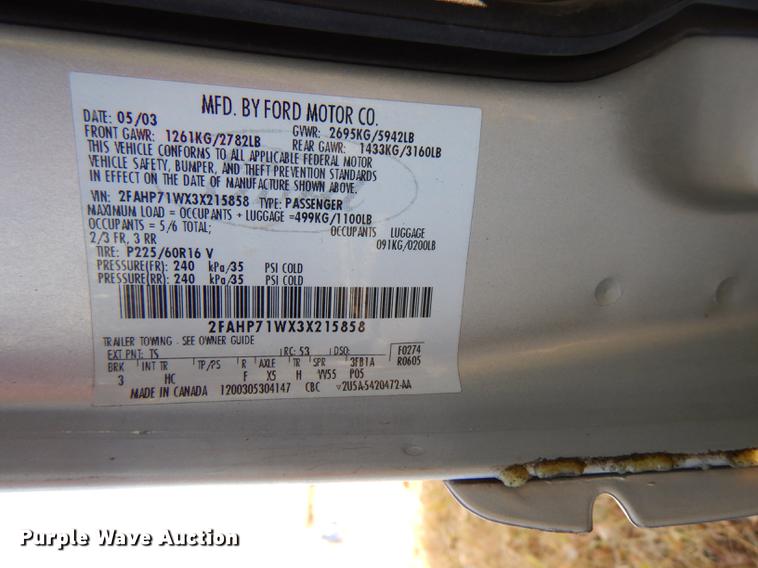 MFD. BY FORD MOTOR CO.
DATE: 05/03 GVWR: 2695KG/5942LB
FRONT GAWR: 1261KG/2782LB REAR GAWR: 1433KG/3160LB
THIS VEHICLE CONFORMS TO ALL APPLICABLE FEDERAL MOTOR
VEHICLE SAFETY, BUMPER, AND THEFT PREVENTION STANDARDS
IN EFFECT ON THE DATE OF MANUFACTURE SHOWN ABOVE.
VIN: 2FAHP71WX3X215858 TYPE: PASSENGER
MAXIMUM LOAD = OCCUPANTS + LUGGAGE =499KG/1100LB
OCCUPANTS = 5/6 TOTAL; OCCUPANTS LUGGAGE
2/3 FR, 3 RR 091KG/0200LB
TIRE: P225/60R16 V
PRESSURE(FR): 240 kPa/35 PSI COLD
PRESSURE(RR): 240 kPa/35 PSI COLD
2FAHP71WX3X215858
TRAILER TOWING - SEE OWNER GUIDE
EXT PNT: TS RC: 53 DSO: F0274
BRK INT TR TP/PS R AXLE TR SPR 3FB1A R0605
3 HC F X5 H VV55 P05
MADE IN CANADA 1200305304147 CBC 2U5A-5420472-AA
Purple Wave Auction